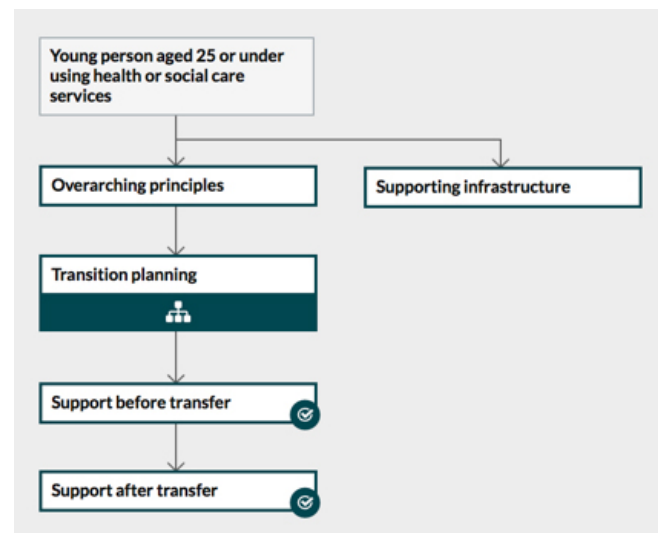 Young person aged 25 or under
using health or social care
services
Overarching principles
Supporting infrastructure
Transition planning
Support before transfer
Support after transfer